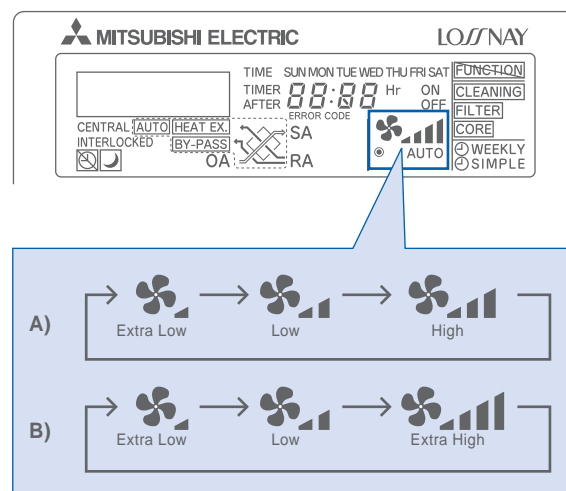 MITSUBISHI ELECTRIC LOSSNAY
TIME SUN MON TUE WED THU FRI SAT FUNCTION
TIMER 88:88 Hr ON CLEANING
AFTER OFF FILTER
ERROR CODE
CENTRAL AUTO HEAT EX. SA CORE
INTERLOCKED BY-PASS AUTO WEEKLY
OA RA SIMPLE
A)
Extra Low Low High
B)
Extra Low Low Extra High